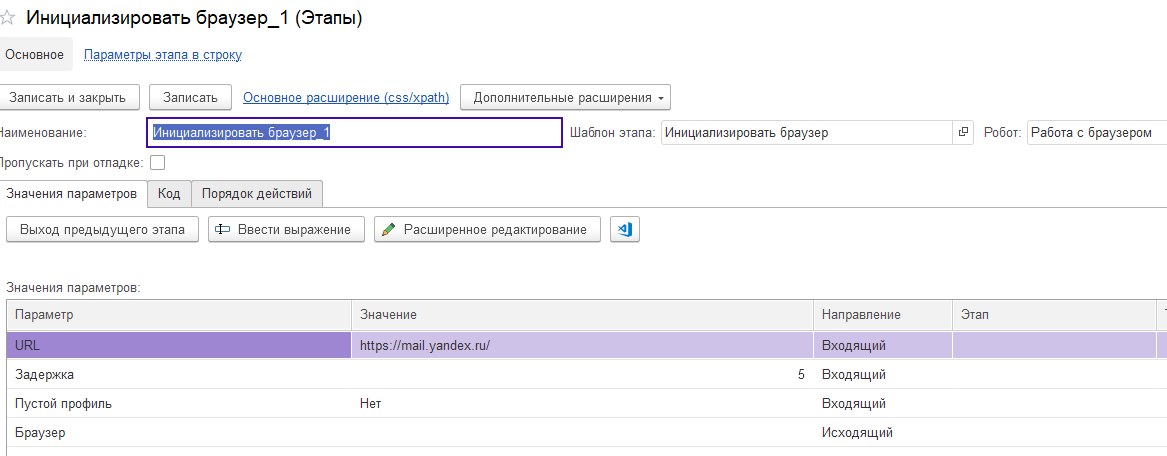 Инициализировать браузер_1 (Этапы)
Основное Параметры этапа в строку
Записать и закрыть Записать Основное расширение (css/xpath) Дополнительные расширения
Наименование: Инициализировать браузер_1 Шаблон этапа: Инициализировать браузер Робот: Работа с браузером
Пропускать при отладке:
Значения параметров Код Порядок действий
Выход предыдущего этапа Ввести выражение Расширенное редактирование
Значения параметров:
Параметр Значение Направление Этап
URL https://mail.yandex.ru/ Входящий
Задержка 5 Входящий
Пустой профиль Нет Входящий
Браузер Исходящий